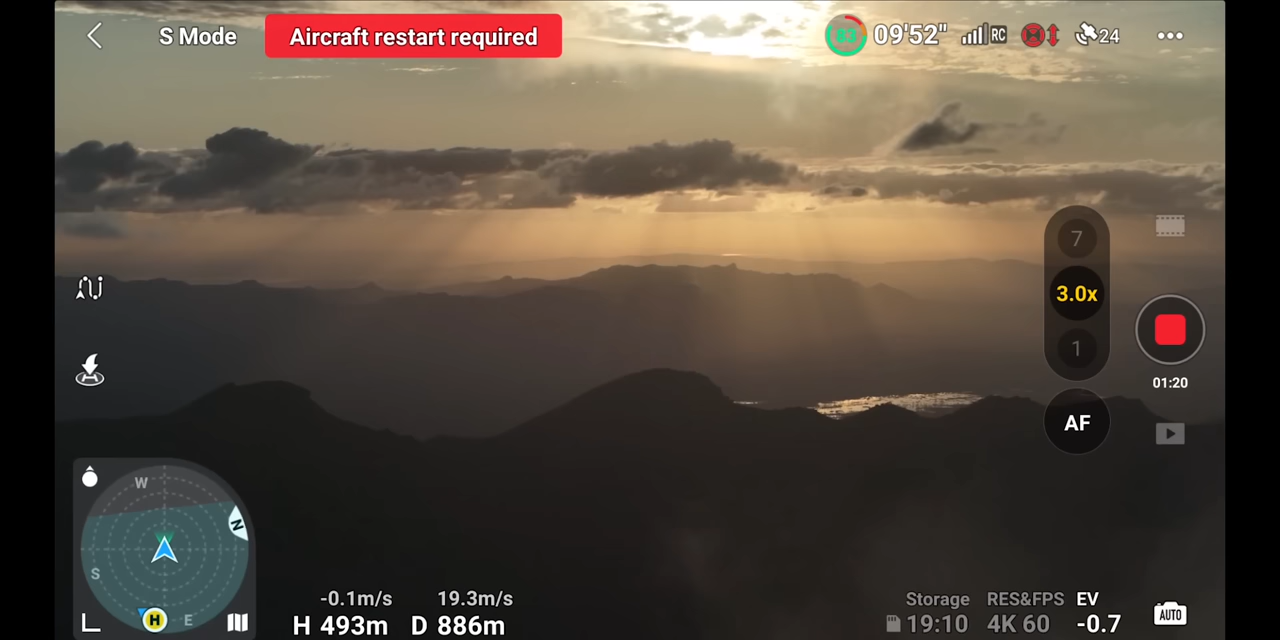 S Mode
Aircraft restart required
83
09'52"
RC
24
7
3.0x
1
01:20
AF
W
N
S
H
E
-0.1m/s
19.3m/s
H 493m
D 886m
Storage
19:10
RES&FPS
4K 60
EV
-0.7
AUTO